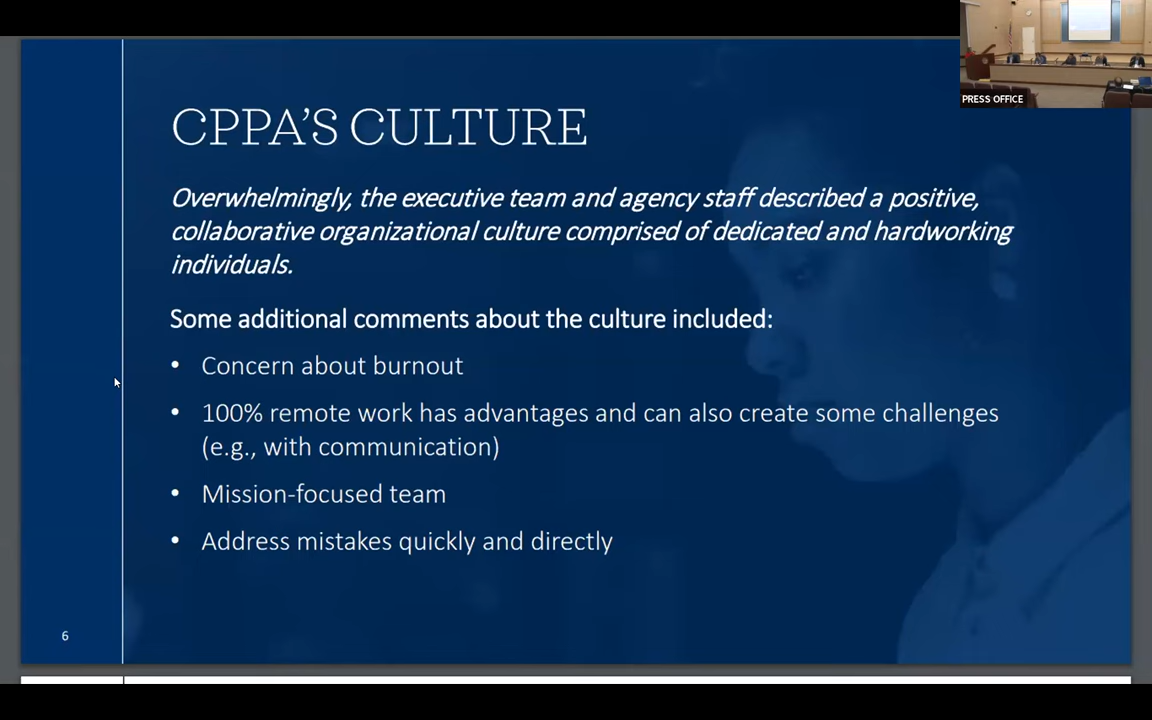 PRESS OFFICE
CPPA'S CULTURE
Overwhelmingly, the executive team and agency staff described a positive,
collaborative organizational culture comprised of dedicated and hardworking
individuals.
Some additional comments about the culture included:
• Concern about burnout
• 100% remote work has advantages and can also create some challenges
(e.g., with communication)
• Mission-focused team
• Address mistakes quickly and directly
6